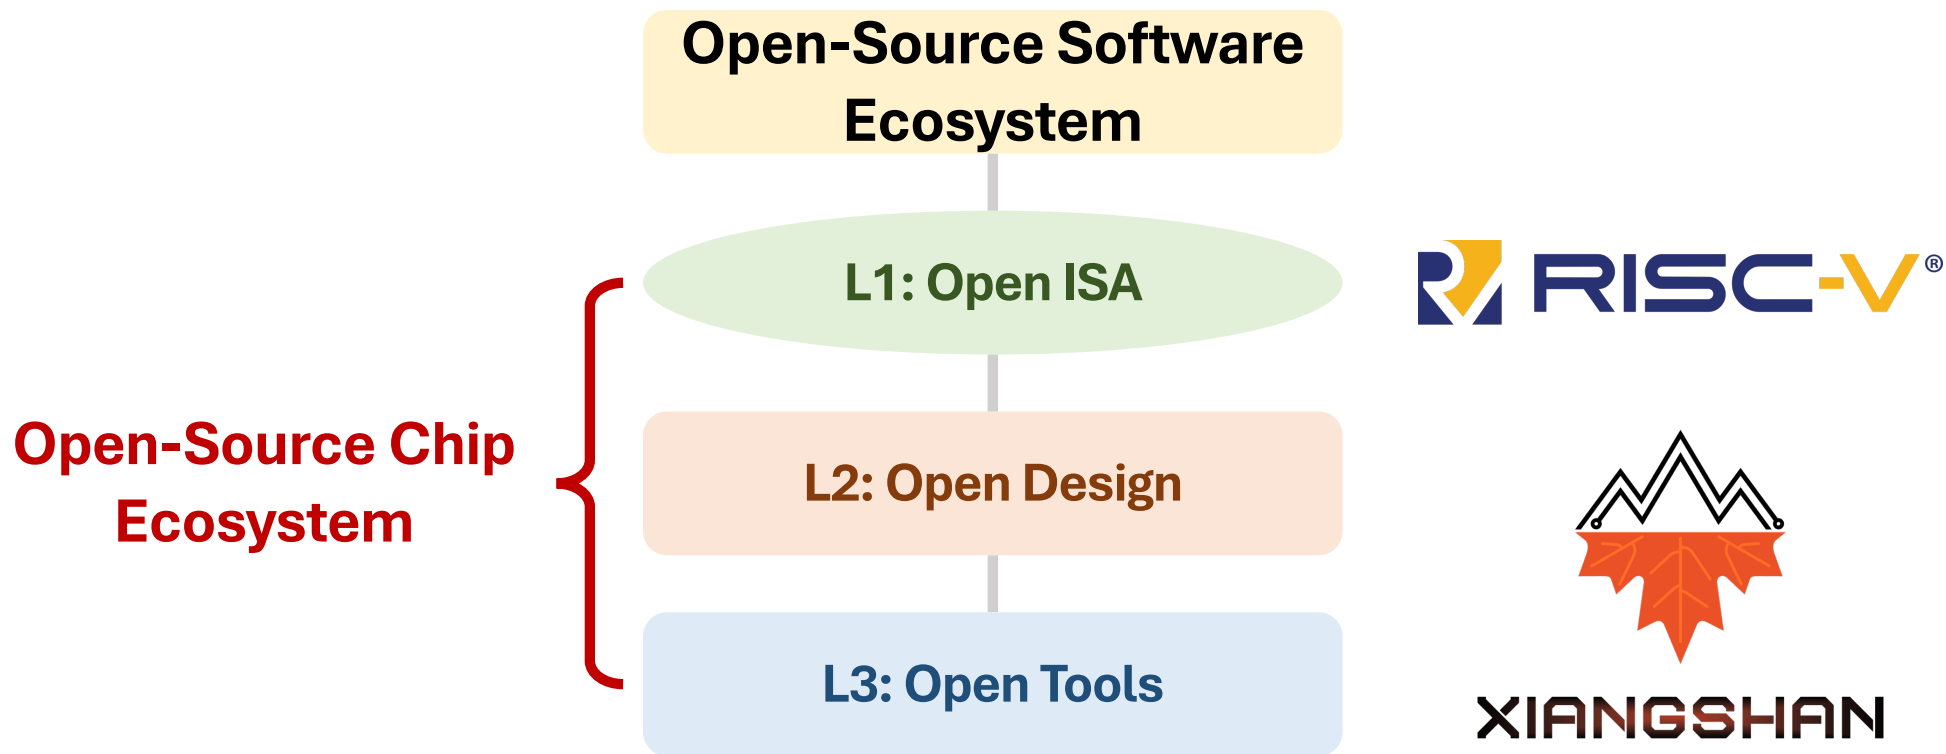 Open-Source Software
Ecosystem
L1: Open ISA
RISC-V®
Open-Source Chip
Ecosystem
L2: Open Design
L3: Open Tools
XIANGSHAN